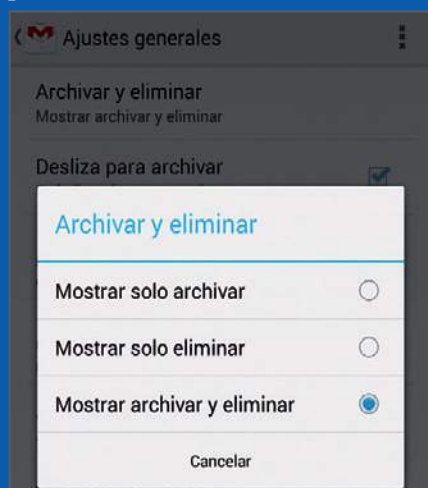 Ajustes generales
Archivar y eliminar
Mostrar archivar y eliminar
Desliza para archivar
Archivar y eliminar
Mostrar solo archivar
Mostrar solo eliminar
Mostrar archivar y eliminar
Cancelar